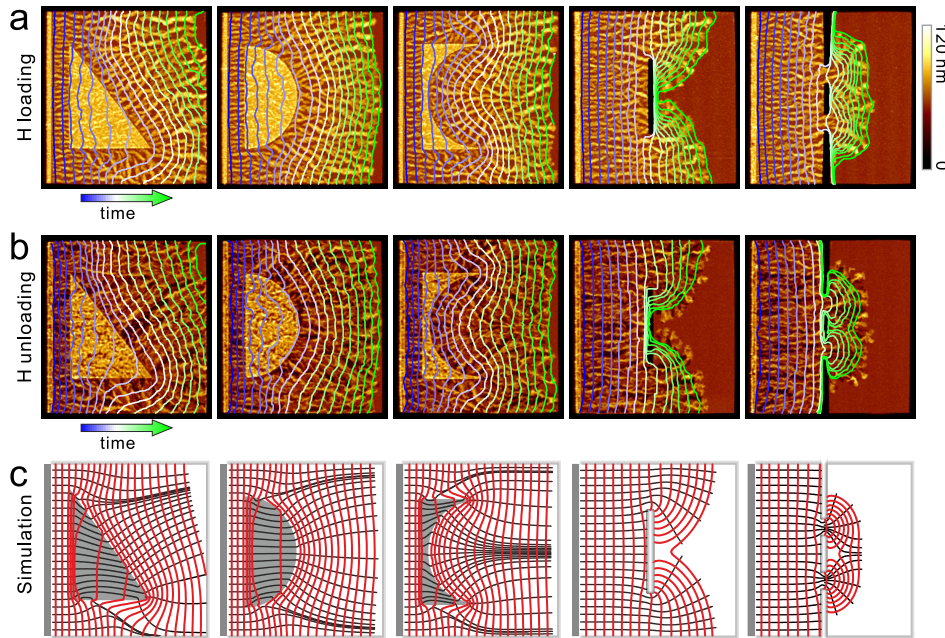 a
H loading
120 nm
0
time
b
H unloading
time
c
Simulation